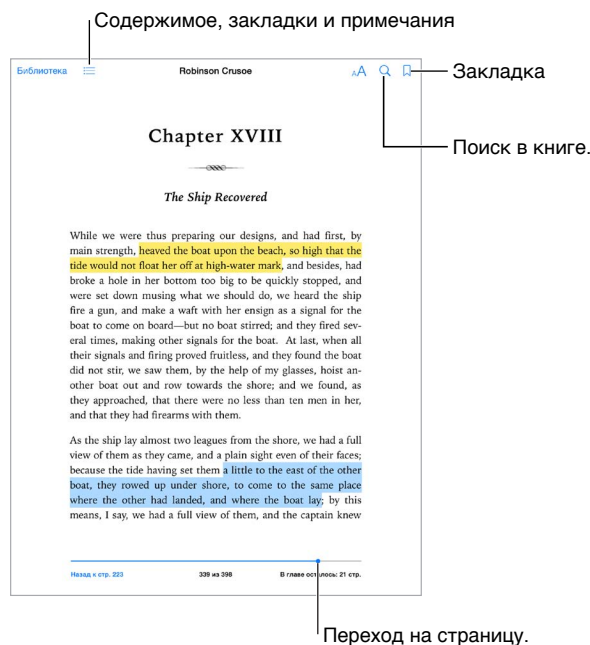 Содержимое, закладки и примечания
Библиотека
Robinson Crusoe
AA
Закладка
Поиск в книге.
Chapter XVIII
The Ship Recovered
While we were thus preparing our designs, and had first, by
main strength, heaved the boat upon the beach, so high that the
tide would not float her off at high-water mark, and besides, had
broke a hole in her bottom too big to be quickly stopped, and
were set down musing what we should do, we heard the ship
fire a gun, and make a waft with her ensign as a signal for the
boat to come on board—but no boat stirred; and they fired sev-
eral times, making other signals for the boat. At last, when all
their signals and firing proved fruitless, and they found the boat
did not stir, we saw them, by the help of my glasses, hoist an-
other boat out and row towards the shore; and we found, as
they approached, that there were no less than ten men in her,
and that they had firearms with them.
As the ship lay almost two leagues from the shore, we had a full
view of them as they came, and a plain sight even of their faces;
because the tide having set them a little to the east of the other
boat, they rowed up under shore, to come to the same place
where the other had landed, and where the boat lay; by this
means, I say, we had a full view of them, and the captain knew
Назад к стр. 223
339 из 398
В главе осталось: 21 стр.
Переход на страницу.